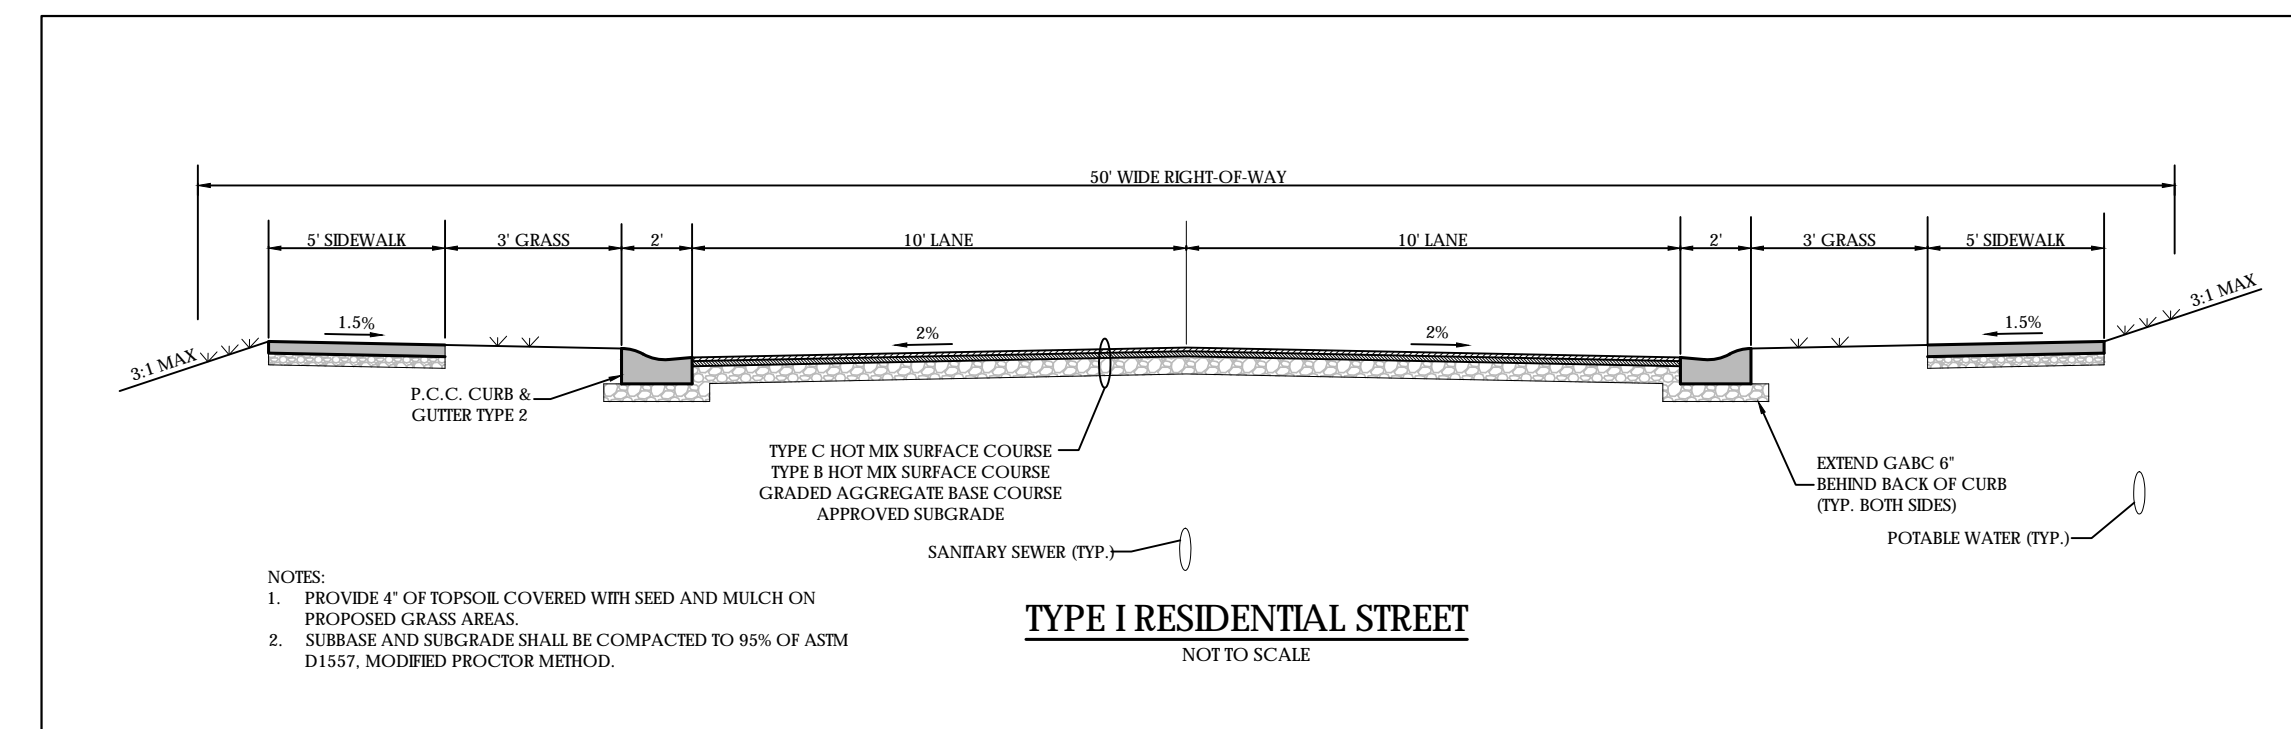 50' WIDE RIGHT-OF-WAY
5' SIDEWALK
3' GRASS
2'
10' LANE
10' LANE
2'
3' GRASS
5' SIDEWALK
3:1 MAX
1.5%
2%
2%
1.5%
3:1 MAX
P.C.C. CURB &
GUTTER TYPE 2
TYPE C HOT MIX SURFACE COURSE
TYPE B HOT MIX SURFACE COURSE
GRADED AGGREGATE BASE COURSE
APPROVED SUBGRADE
EXTEND GABC 6"
BEHIND BACK OF CURB
(TYP. BOTH SIDES)
POTABLE WATER (TYP.)
SANITARY SEWER (TYP.)
NOTES:
1. PROVIDE 4" OF TOPSOIL COVERED WITH SEED AND MULCH ON
PROPOSED GRASS AREAS.
2. SUBBASE AND SUBGRADE SHALL BE COMPACTED TO 95% OF ASTM
D1557, MODIFIED PROCTOR METHOD.
TYPE I RESIDENTIAL STREET
NOT TO SCALE